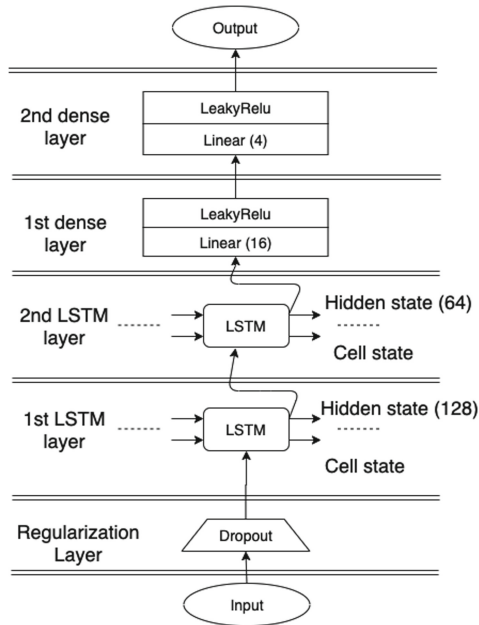 Output
2nd dense
layer
LeakyRelu
Linear (4)
1st dense
layer
LeakyRelu
Linear (16)
2nd LSTM
layer
LSTM
Hidden state (64)
Cell state
1st LSTM
layer
LSTM
Hidden state (128)
Cell state
Regularization
Layer
Dropout
Input